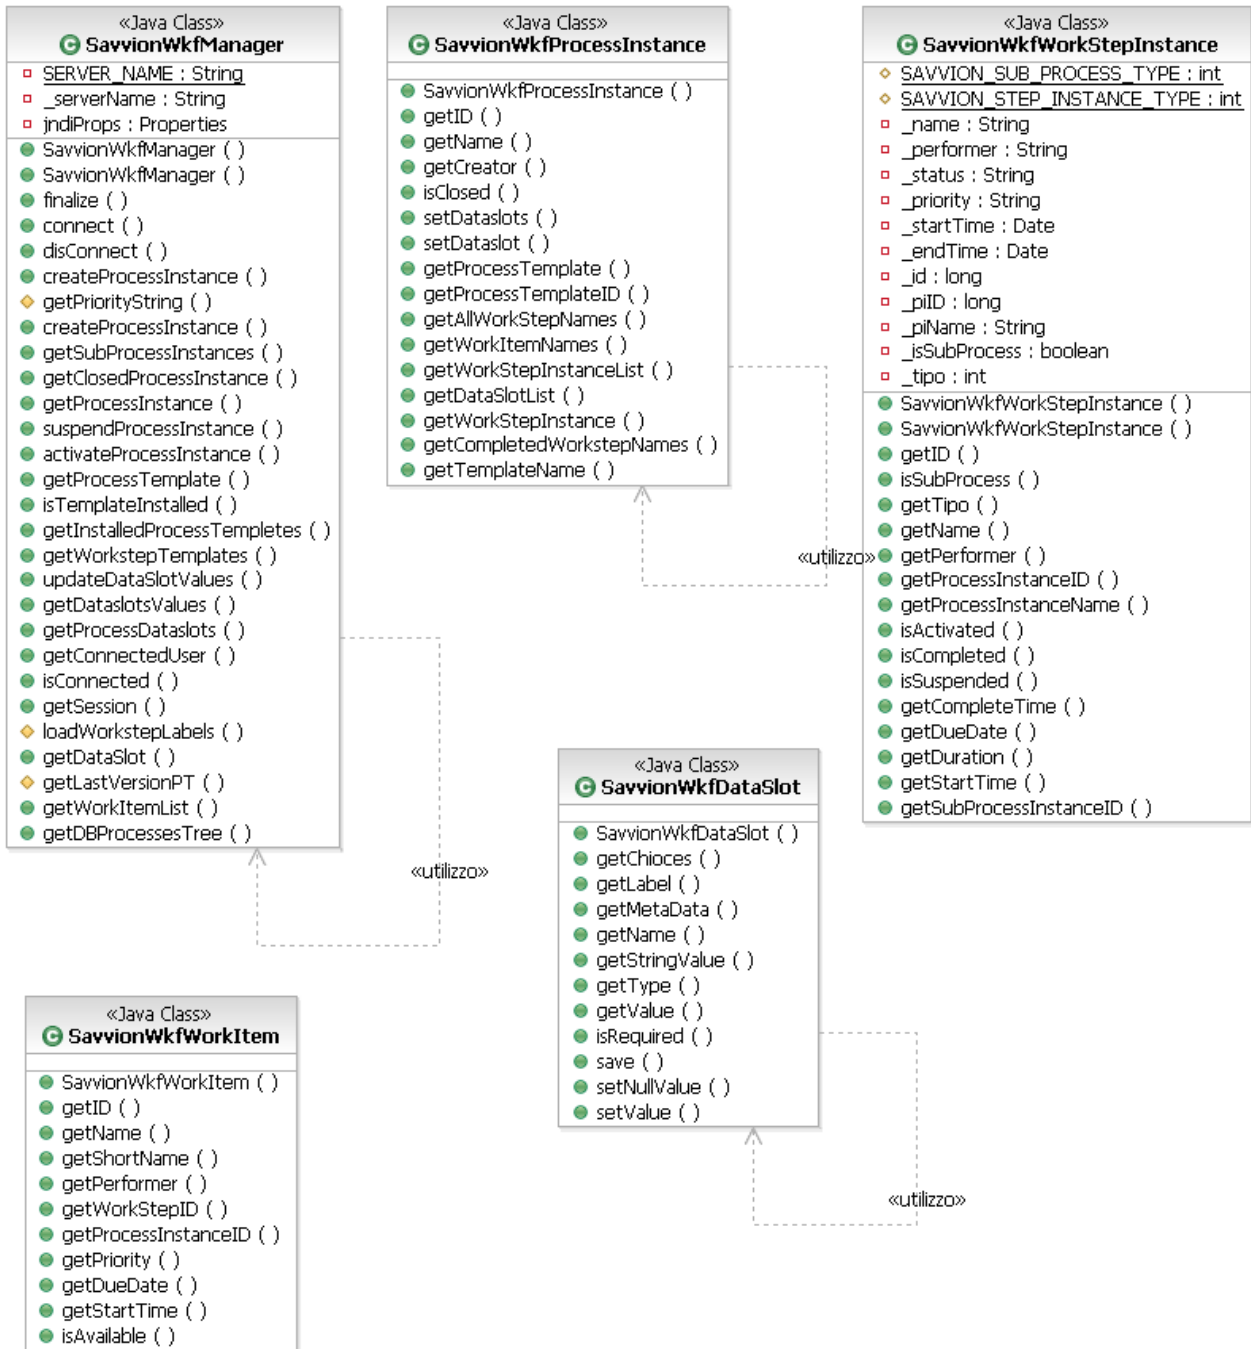 «Java Class»
SavvionWkfManager
SERVER_NAME : String
_serverName : String
jndiProps : Properties
SavvionWkfManager ( )
SavvionWkfManager ( )
finalize ( )
connect ( )
disConnect ( )
createProcessInstance ( )
getPriorityString ( )
createProcessInstance ( )
getSubProcessInstances ( )
getClosedProcessInstance ( )
getProcessInstance ( )
suspendProcessInstance ( )
activateProcessInstance ( )
getProcessTemplate ( )
isTemplateInstalled ( )
getInstalledProcessTempletes ( )
getWorkstepTemplates ( )
updateDataSlotValues ( )
getDataslotsValues ( )
getProcessDataslots ( )
getConnectedUser ( )
isConnected ( )
getSession ( )
loadWorkstepLabels ( )
getDataSlot ( )
getLastVersionPT ( )
getWorkItemList ( )
getDBProcessesTree ( )
«utilizzo»
«Java Class»
SavvionWkfProcessInstance
SavvionWkfProcessInstance ( )
getID ( )
getName ( )
getCreator ( )
isClosed ( )
setDataslots ( )
setDataslot ( )
getProcessTemplate ( )
getProcessTemplateID ( )
getAllWorkStepNames ( )
getWorkItemNames ( )
getWorkStepInstanceList ( )
getDataSlotList ( )
getWorkStepInstance ( )
getCompletedWorkstepNames ( )
getTemplateName ( )
«utilizzo»
«Java Class»
SavvionWkfWorkStepInstance
SAVVION_SUB_PROCESS_TYPE : int
SAVVION_STEP_INSTANCE_TYPE : int
_name : String
_performer : String
_status : String
_priority : String
_startTime : Date
_endTime : Date
_id : long
_piID : long
_piName : String
_isSubProcess : boolean
_tipo : int
SavvionWkfWorkStepInstance ( )
SavvionWkfWorkStepInstance ( )
getID ( )
isSubProcess ( )
getTipo ( )
getName ( )
getPerformer ( )
getProcessInstanceID ( )
getProcessInstanceName ( )
isActivated ( )
isCompleted ( )
isSuspended ( )
getCompleteTime ( )
getDueDate ( )
getDuration ( )
getStartTime ( )
getSubProcessInstanceID ( )
«Java Class»
SavvionWkfDataSlot
SavvionWkfDataSlot ( )
getChioces ( )
getLabel ( )
getMetaData ( )
getName ( )
getStringValue ( )
getType ( )
getValue ( )
isRequired ( )
save ( )
setNullValue ( )
setValue ( )
«utilizzo»
«Java Class»
SavvionWkfWorkItem
SavvionWkfWorkItem ( )
getID ( )
getName ( )
getShortName ( )
getPerformer ( )
getWorkStepID ( )
getProcessInstanceID ( )
getPriority ( )
getDueDate ( )
getStartTime ( )
isAvailable ( )